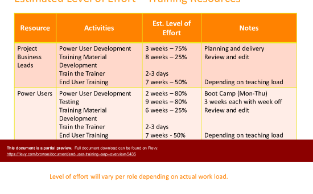 Estimated Level of Effort – Training Resources
Resource Activities Est. Level of Effort Notes
Project Business Leads
Power User Development 3 weeks – 75% Planning and delivery
Training Material Development 8 weeks – 25% Review and edit
Train the Trainer 2-3 days
End User Training 7 weeks – 50% Depending on teaching load
Power Users
Power User Development 2 weeks – 80% Boot Camp (Mon-Thu)
Testing 9 weeks – 80% 3 weeks each with week off
Training Material Development 6 weeks – 25% Review and edit
Train the Trainer 2-3 days
End User Training 7 weeks - 50% Depending on teaching load
This document is a partial preview. Full document download can be found on Flevy:
Level of effort will vary per role depending on actual work load.